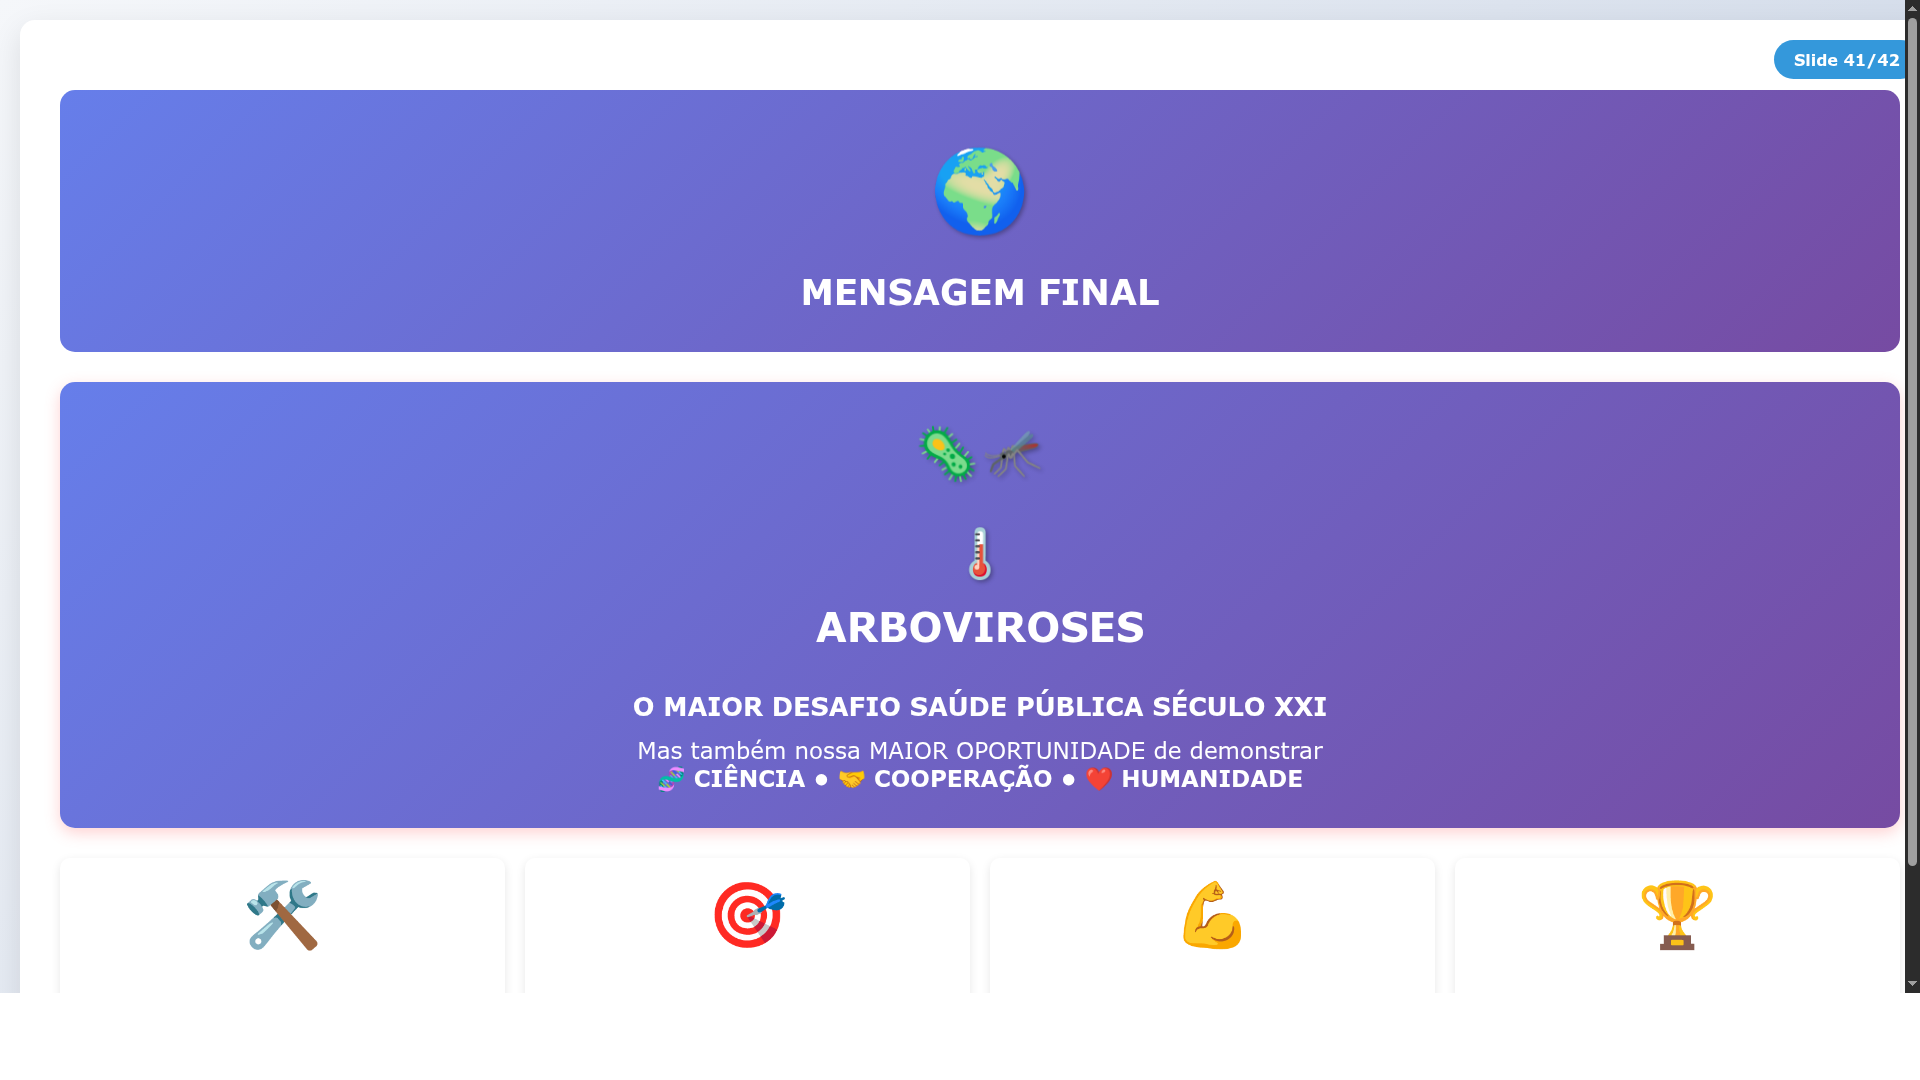 Slide 41/42
MENSAGEM FINAL
ARBOVIROSES
O MAIOR DESAFIO SAÚDE PÚBLICA SÉCULO XXI
Mas também nossa MAIOR OPORTUNIDADE de demonstrar
🧬 CIÊNCIA • 🤝 COOPERAÇÃO • ❤️ HUMANIDADE